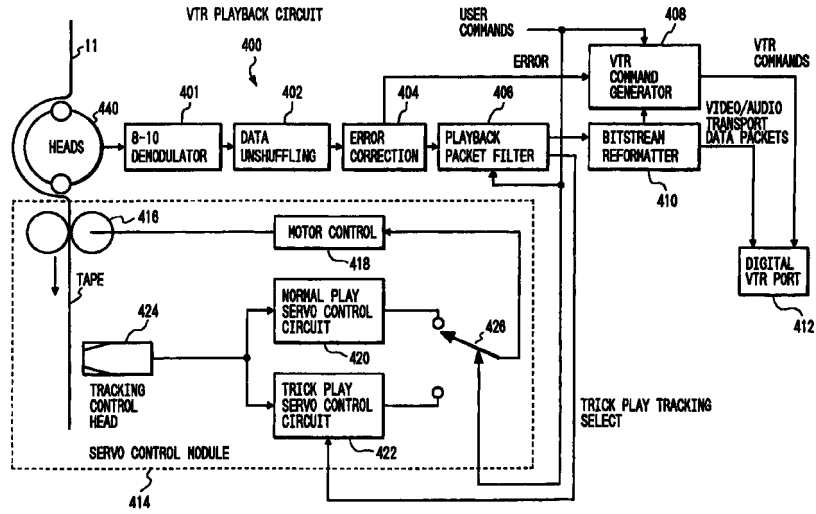 VTR PLAYBACK CIRCUIT
USER
COMMANDS
11
400
408
440
ERROR
VTR
COMMAND
GENERATOR
VTR
COMMANDS
401
402
404
406
HEADS
8-10
DEMODULATOR
DATA
UNSHUFFLING
ERROR
CORRECTION
PLAYBACK
PACKET FILTER
BITSTREAM
REFORMATTER
VIDEO/AUDIO
TRANSPORT
DATA PACKETS
410
416
MOTOR CONTROL
418
TAPE
424
NORMAL PLAY
SERVO CONTROL
CIRCUIT
420
426
DIGITAL
VTR PORT
412
TRACKING
CONTROL
HEAD
TRICK PLAY
SERVO CONTROL
CIRCUIT
422
TRICK PLAY TRACKING
SELECT
SERVO CONTROL MODULE
414